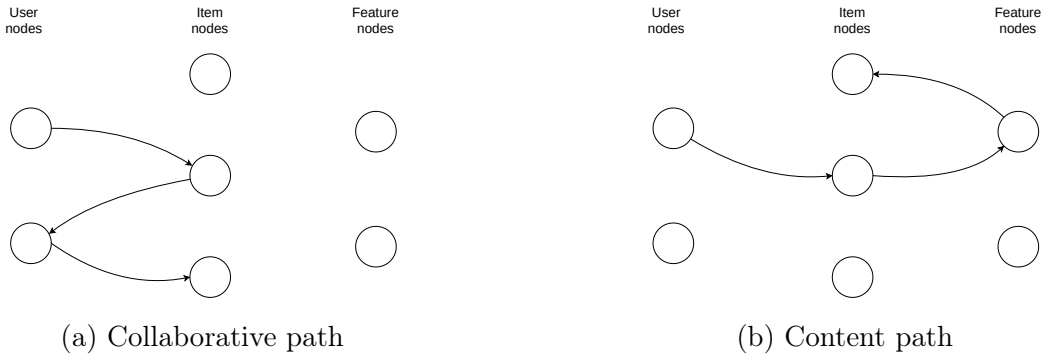 User
nodes
Item
nodes
Feature
nodes
User
nodes
Item
nodes
Feature
nodes
(a) Collaborative path
(b) Content path